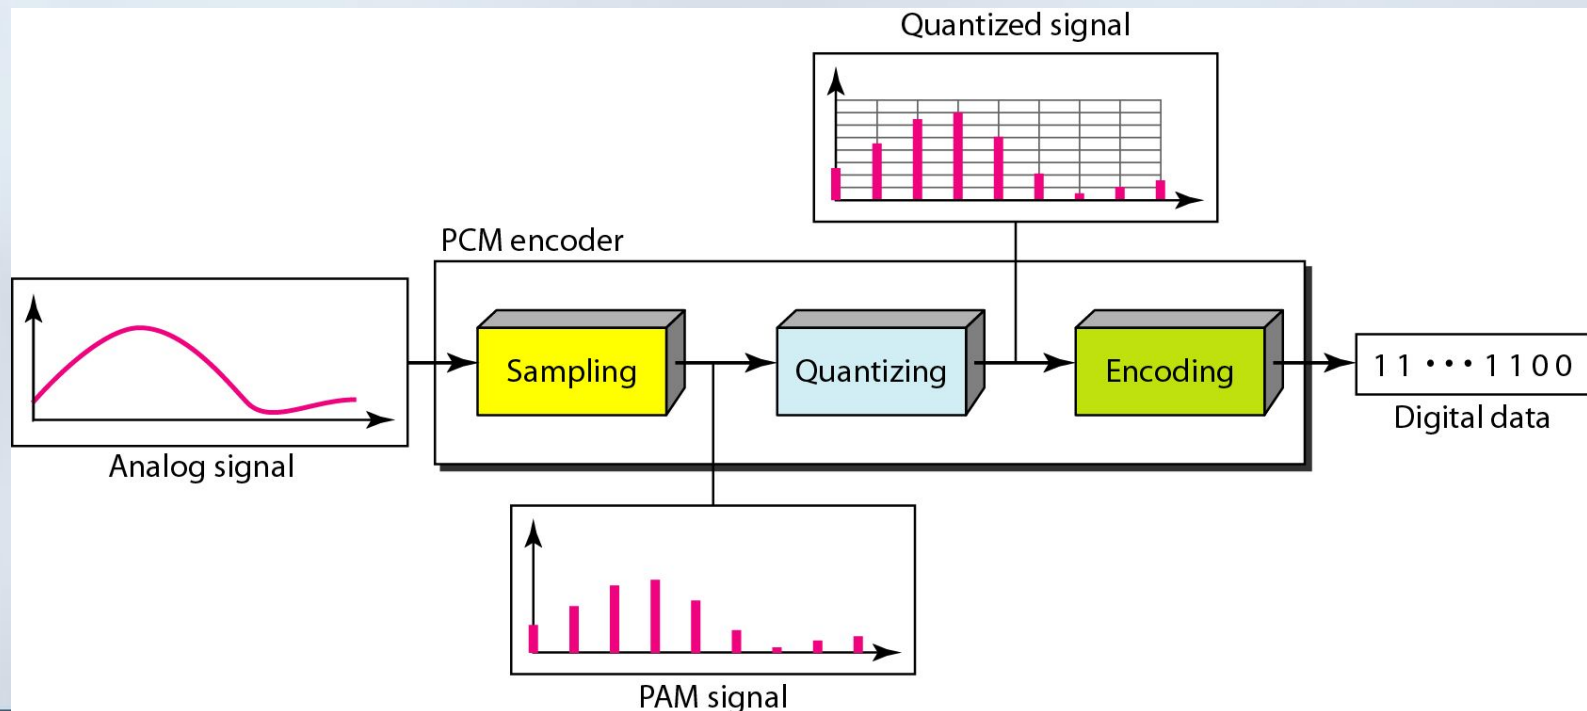 Quantized signal
PCM encoder
Sampling
Quantizing
Encoding
11 ··· 1100
Digital data
Analog signal
PAM signal